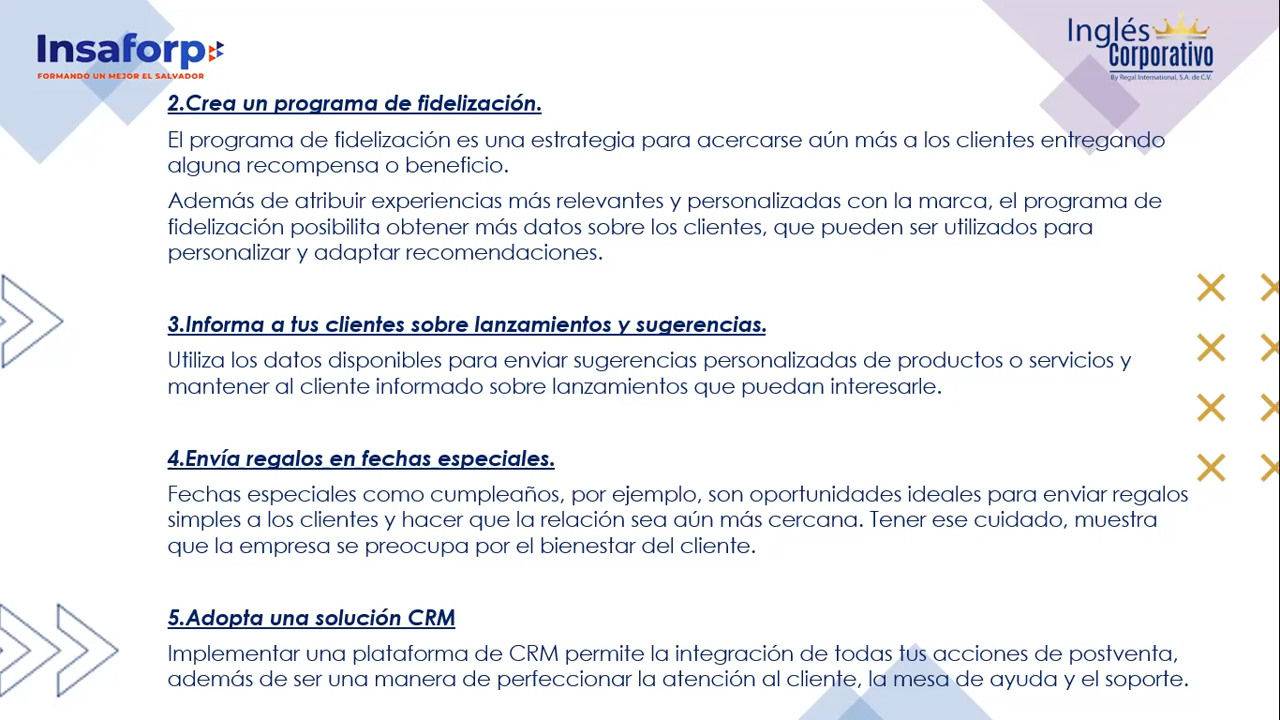 Insaforp
FORMANDO UN MEJOR EL SALVADOR
Inglés
Corporativo
By Regal International, S.A. de C.V.
2.Crea un programa de fidelización.
El programa de fidelización es una estrategia para acercarse aún más a los clientes entregando
alguna recompensa o beneficio.
Además de atribuir experiencias más relevantes y personalizadas con la marca, el programa de
fidelización posibilita obtener más datos sobre los clientes, que pueden ser utilizados para
personalizar y adaptar recomendaciones.
3.Informa a tus clientes sobre lanzamientos y sugerencias.
Utiliza los datos disponibles para enviar sugerencias personalizadas de productos o servicios y
mantener al cliente informado sobre lanzamientos que puedan interesarle.
4.Envía regalos en fechas especiales.
Fechas especiales como cumpleaños, por ejemplo, son oportunidades ideales para enviar regalos
simples a los clientes y hacer que la relación sea aún más cercana. Tener ese cuidado, muestra
que la empresa se preocupa por el bienestar del cliente.
5.Adopta una solución CRM
Implementar una plataforma de CRM permite la integración de todas tus acciones de postventa,
además de ser una manera de perfeccionar la atención al cliente, la mesa de ayuda y el soporte.